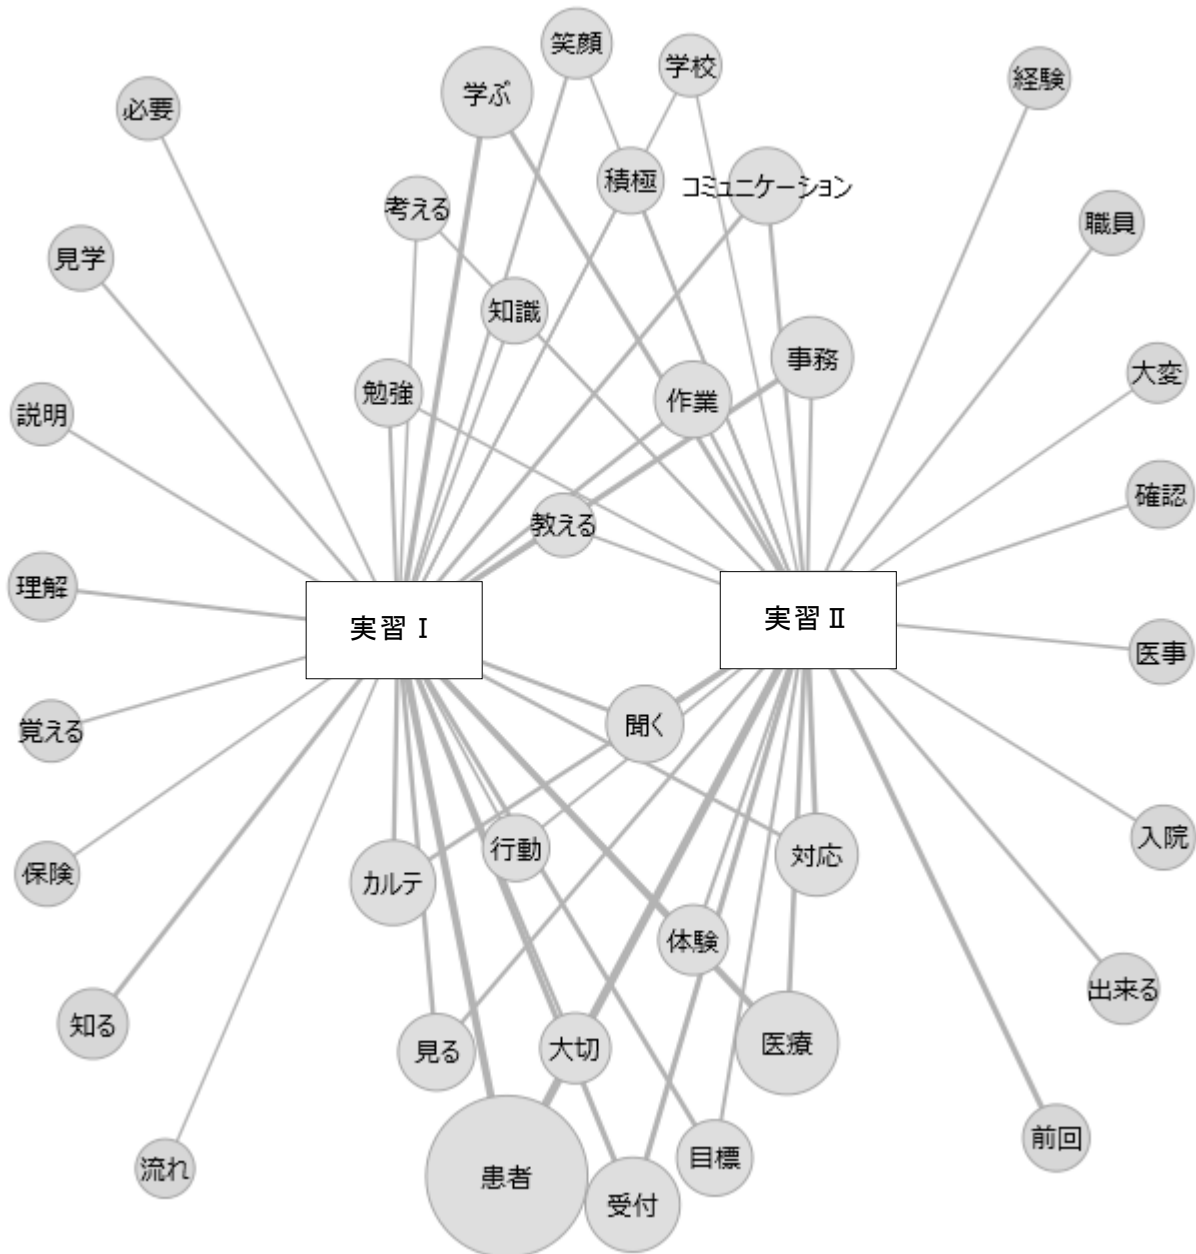 笑顔
学校
学ぶ
経験
必要
積極
コミュニケーション
考える
職員
見学
知識
事務
大変
勉強
作業
説明
確認
教える
理解
実習Ⅰ
実習Ⅱ
医事
聞く
覚える
入院
行動
対応
保険
カルテ
体験
出来る
知る
見る
大切
医療
前回
目標
流れ
患者
受付